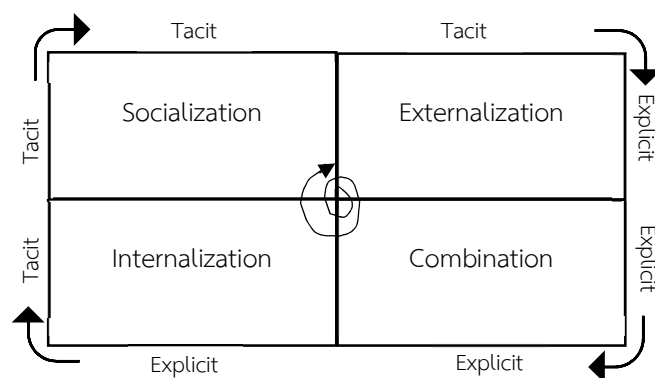 Tacit Tacit
Tacit Socialization Externalization Explicit
Tacit Internalization Combination Explicit
Explicit Explicit